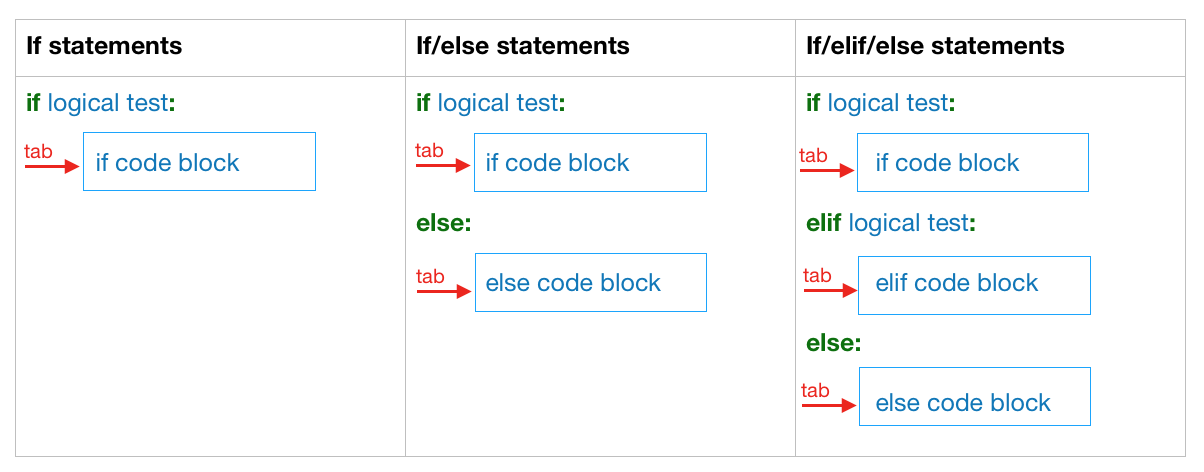 If statements
if logical test:
tab
if code block
If/else statements
if logical test:
tab
if code block
else:
tab
else code block
If/elif/else statements
if logical test:
tab
if code block
elif logical test:
tab
elif code block
else:
tab
else code block